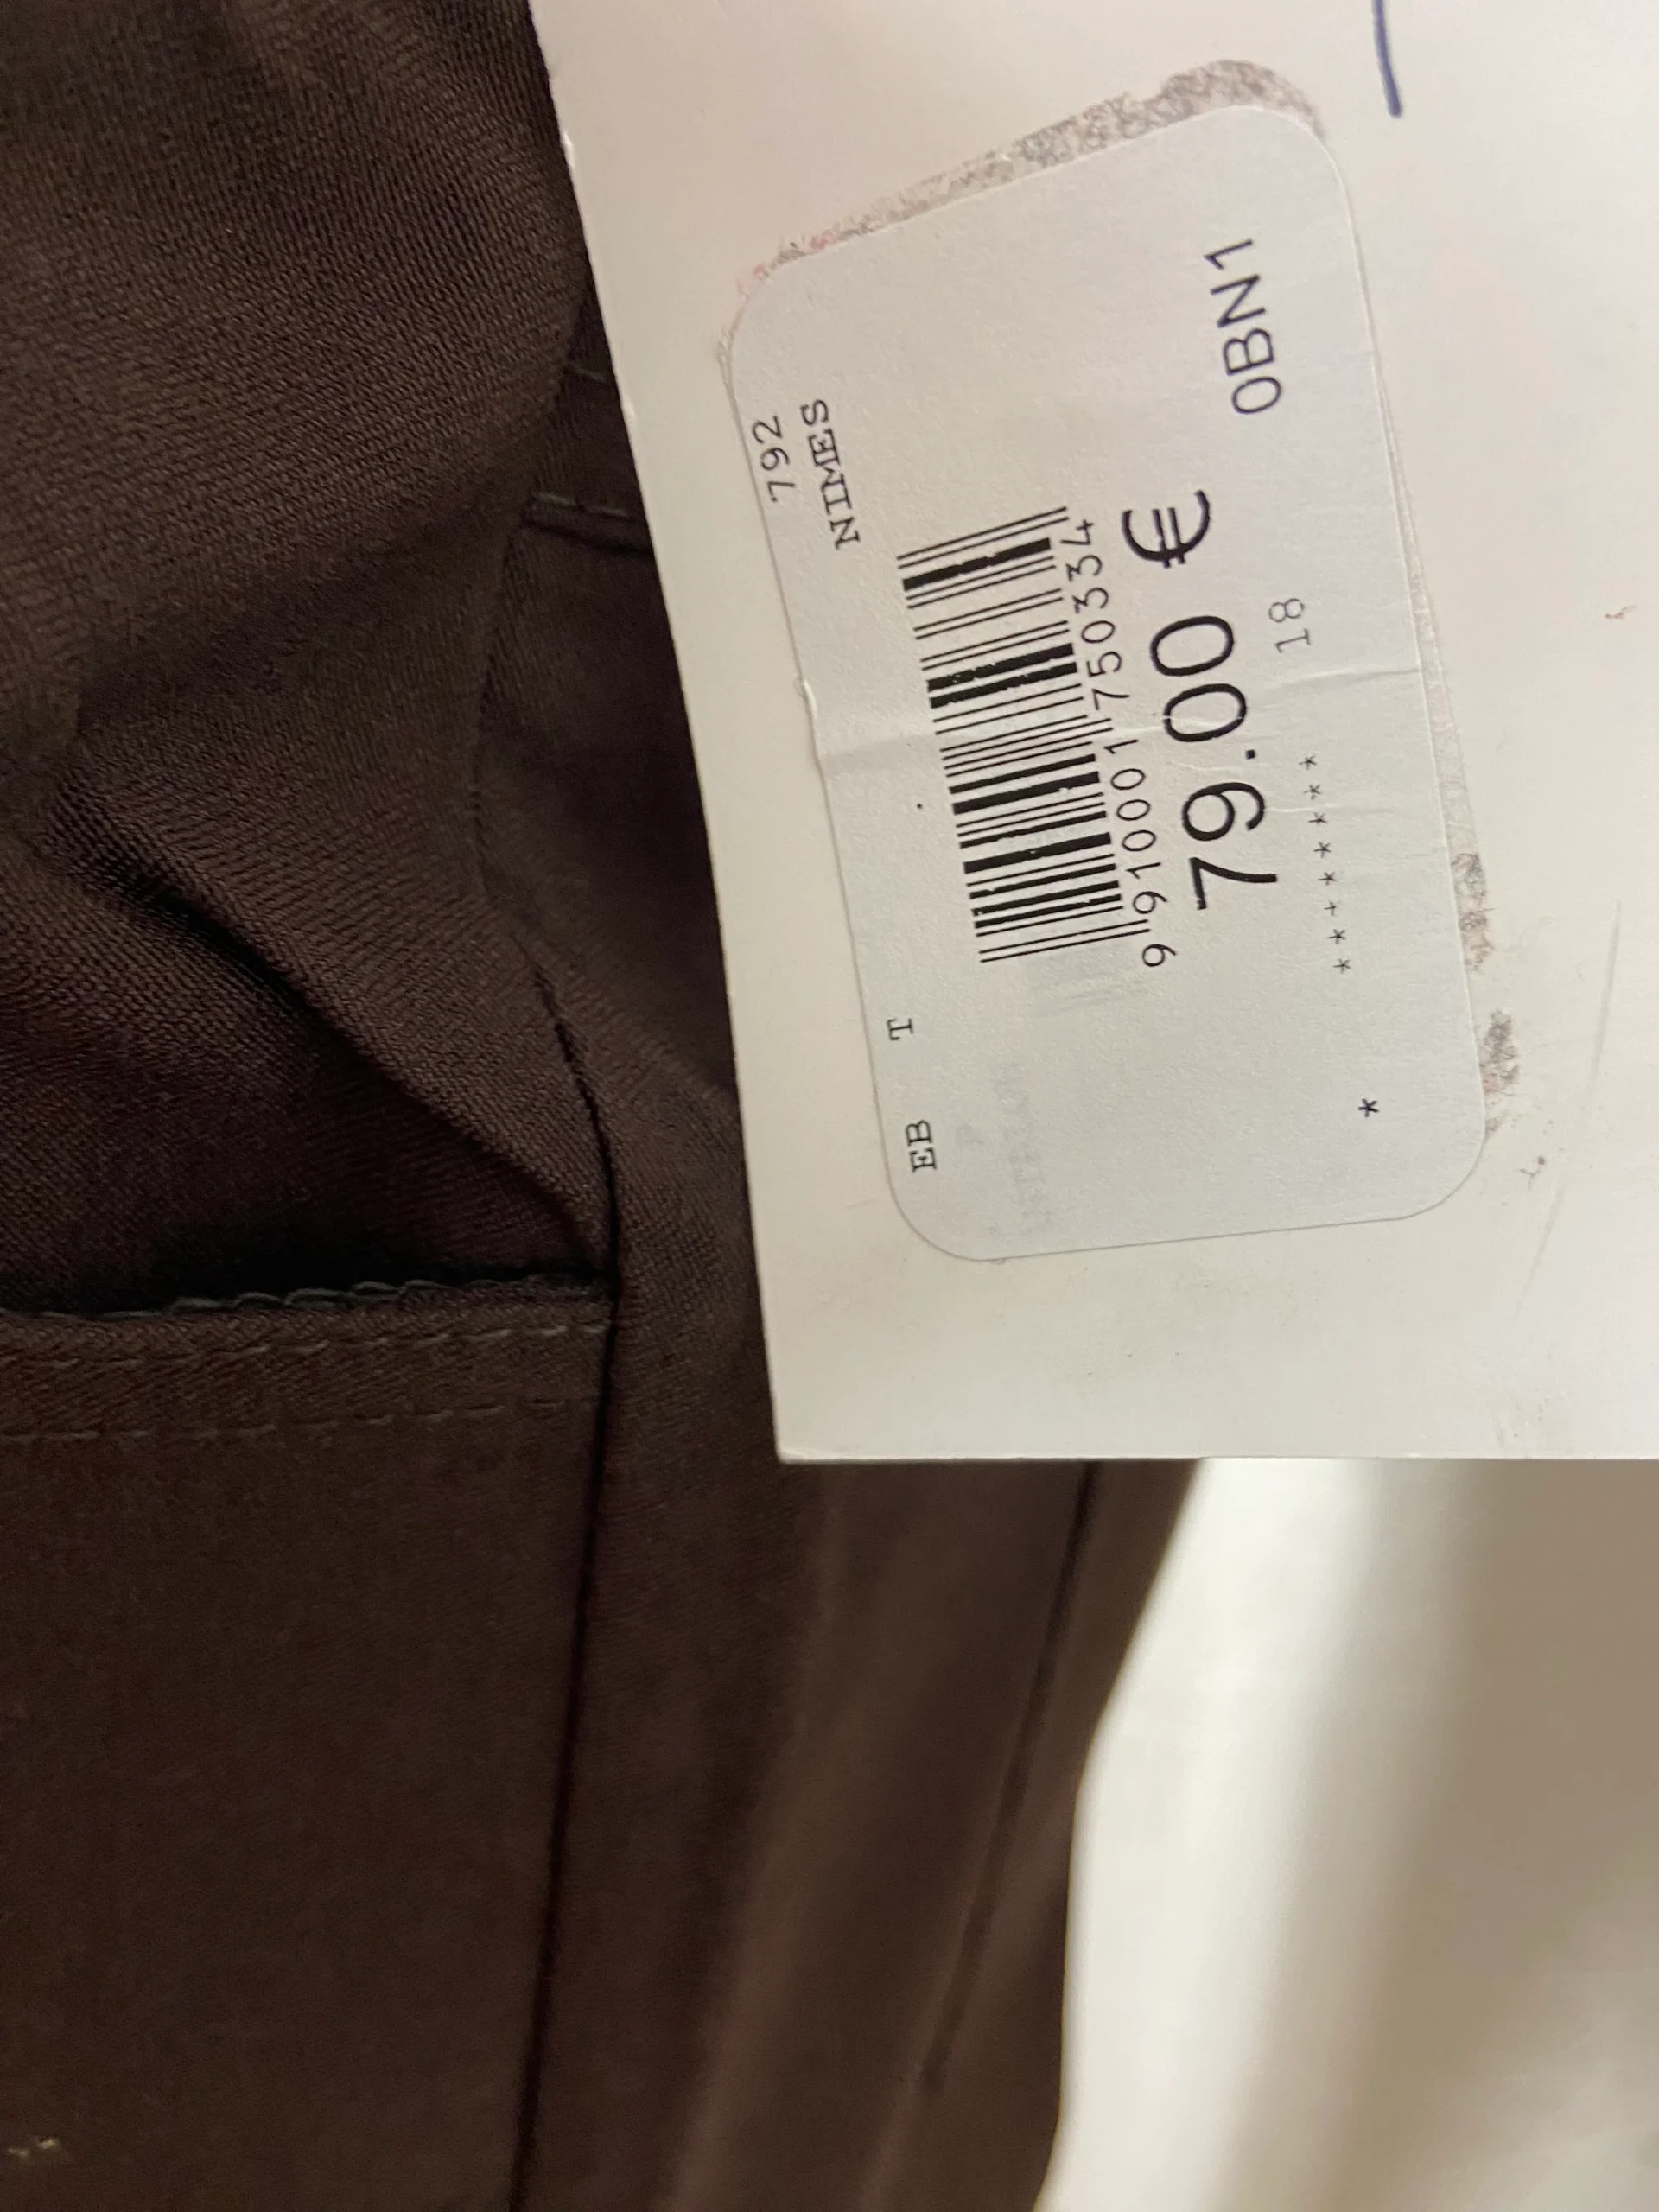 EB T 792
NIMES
9 910001 750334
79.00 €
18 0BN1
********
*